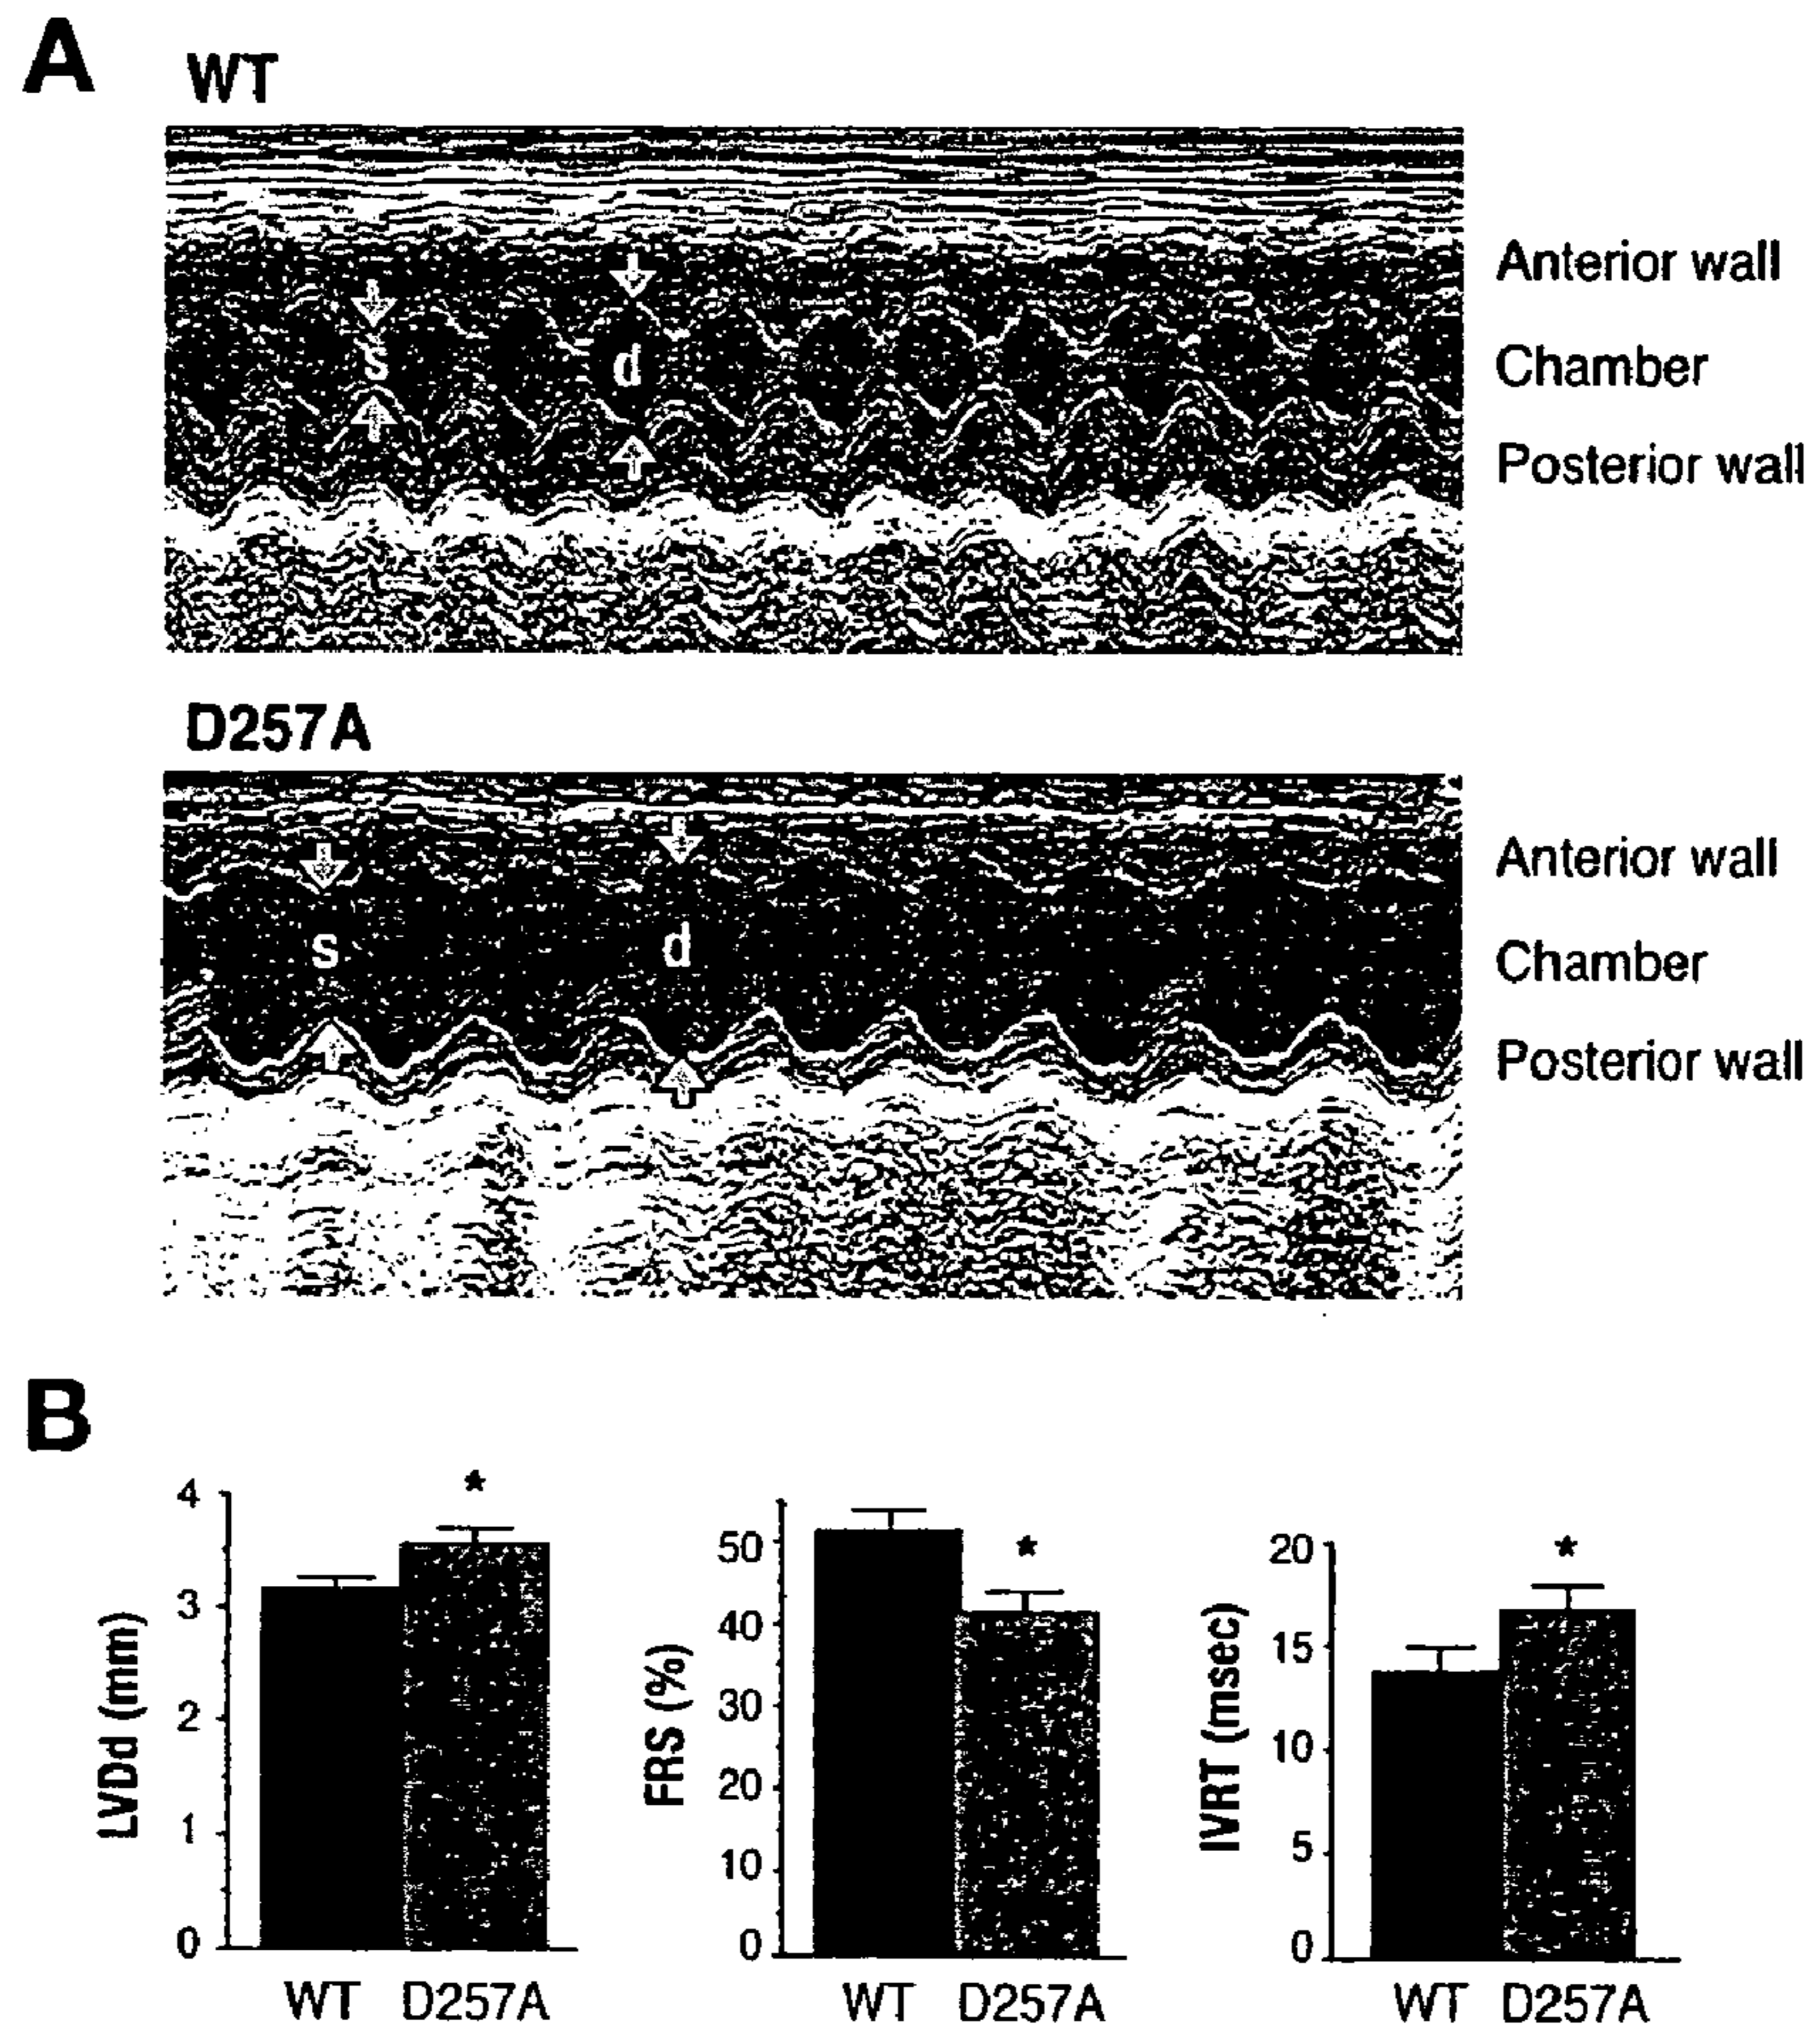 A
WT
s
d
Anterior wall
Chamber
Posterior wall
D257A
s
d
Anterior wall
Chamber
Posterior wall
B
LVDd (mm)
4
3
2
1
0
*
WT D257A
FRS (%)
50
40
30
20
10
0
*
WT D257A
IVRT (msec)
20
15
10
5
0
*
WT D257A